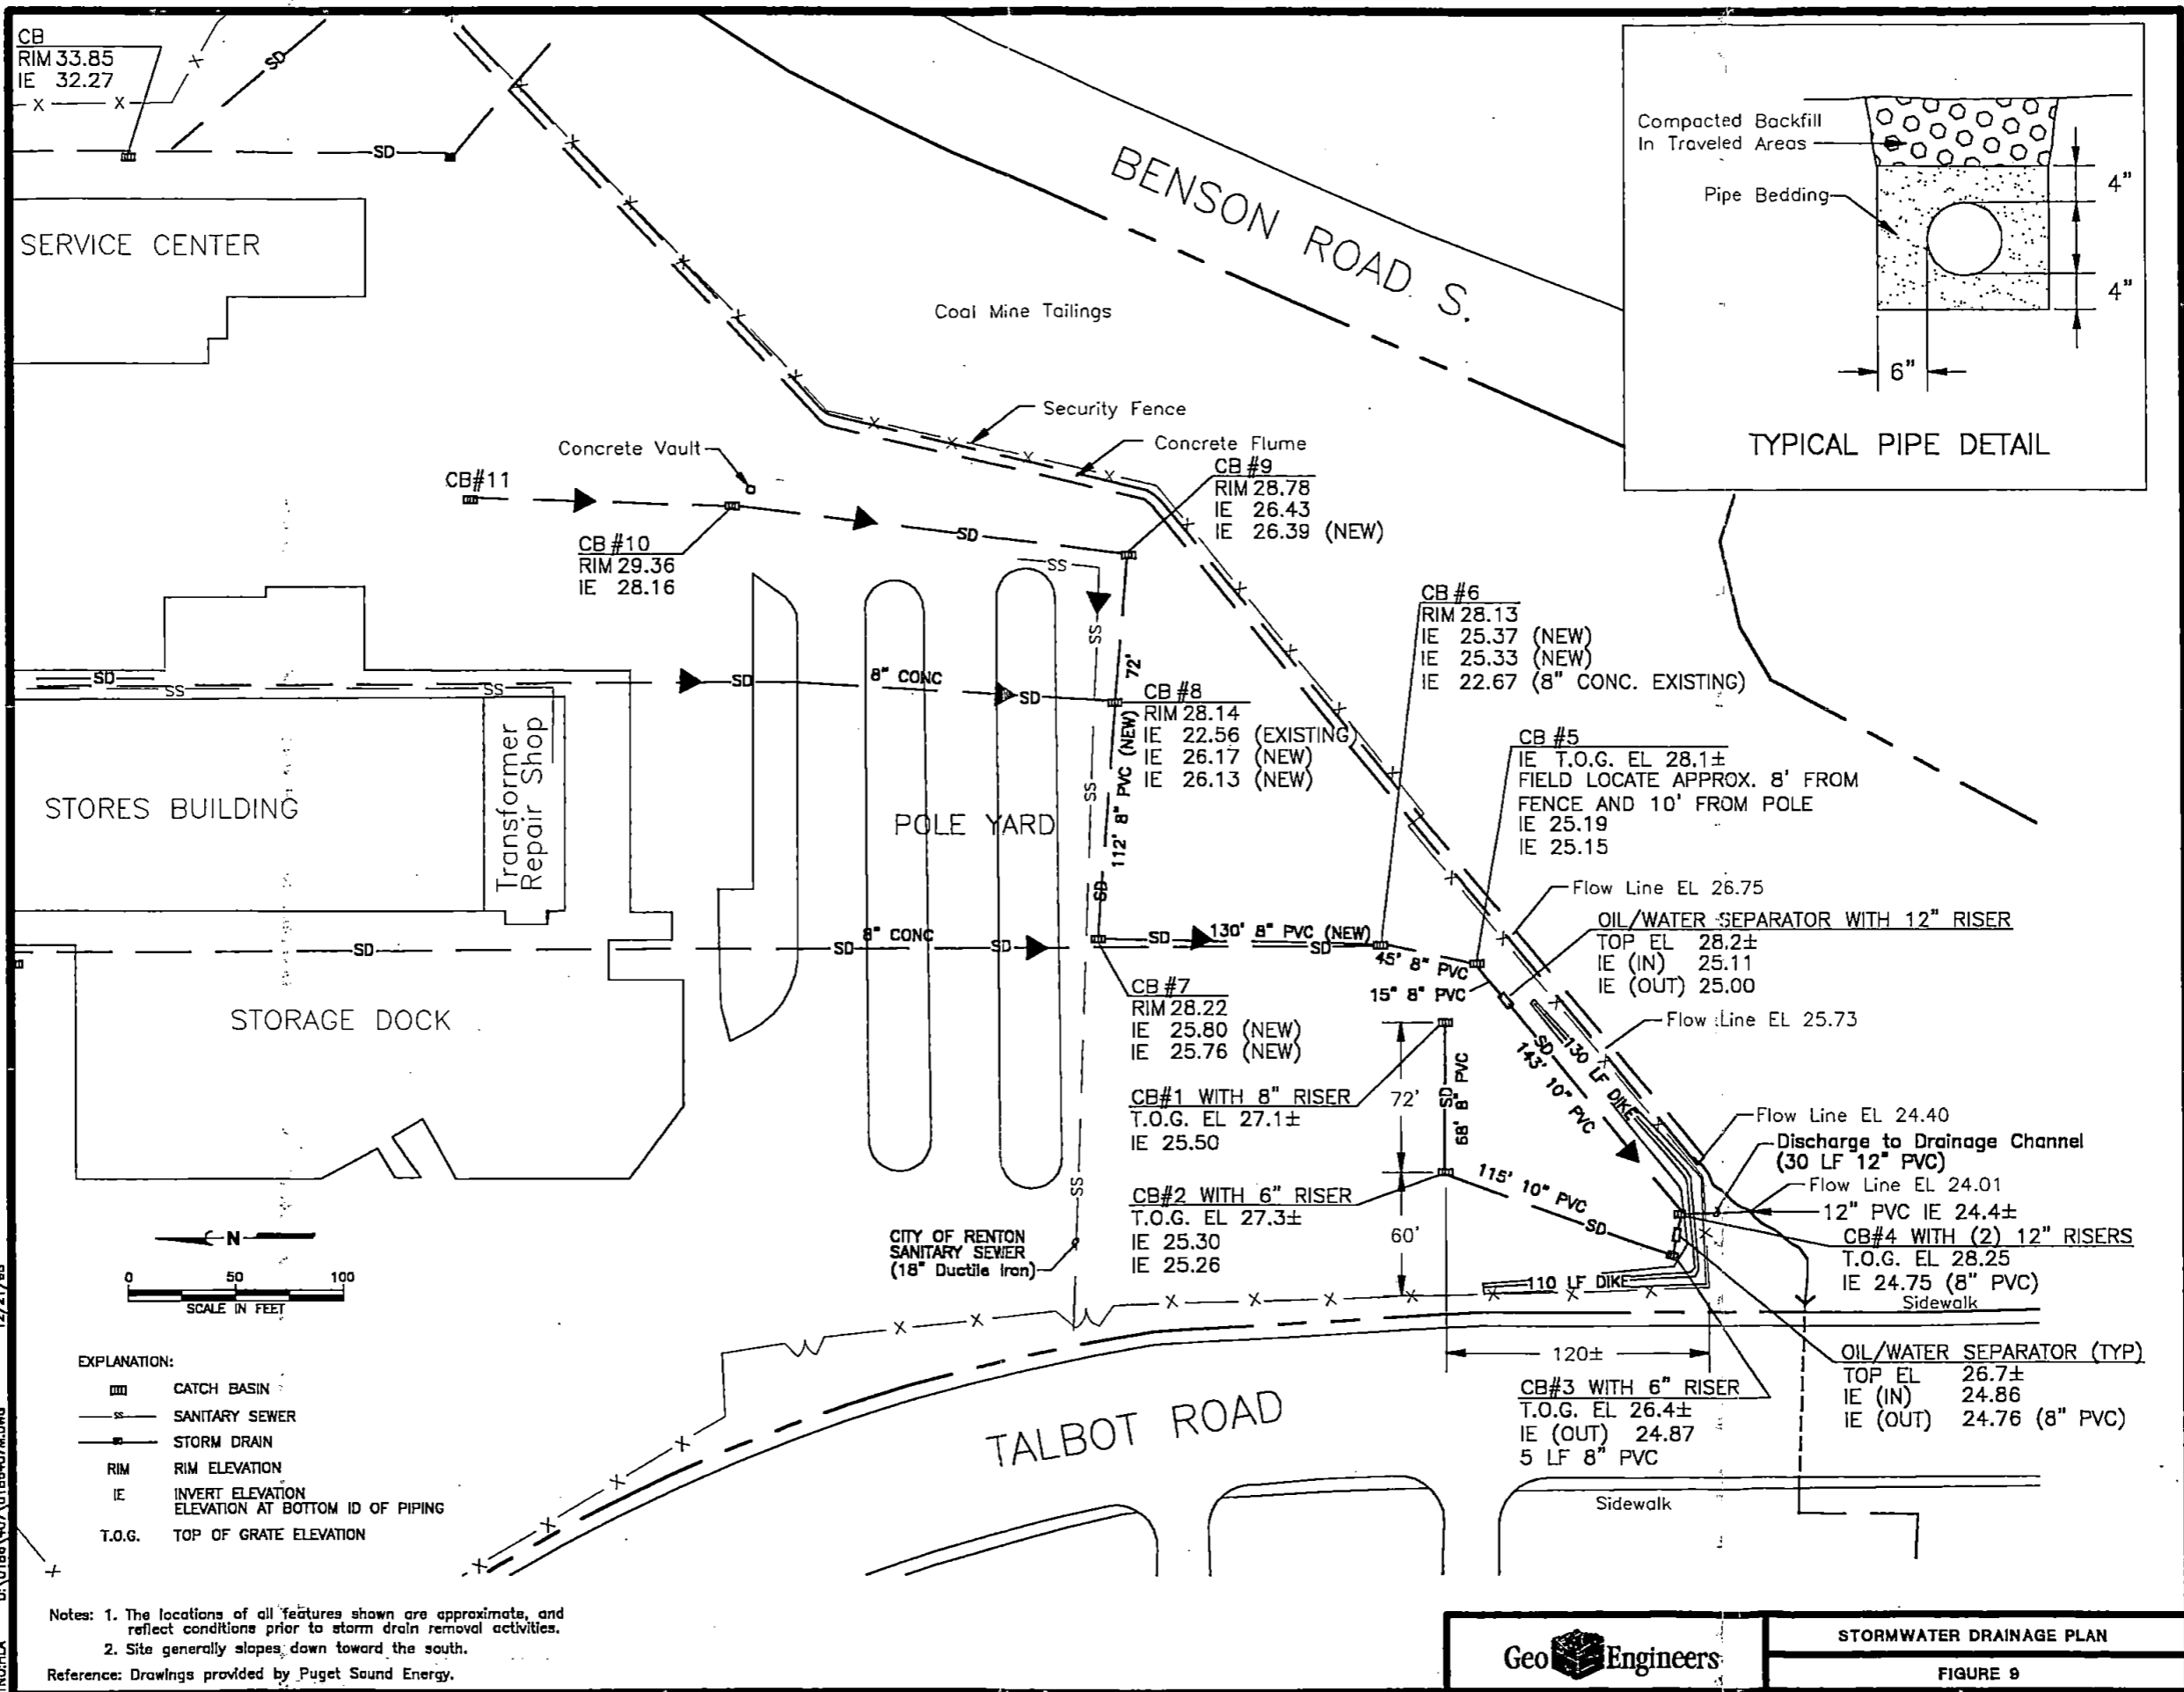 CB
RIM 33.85
IE 32.27
SD
SD
SERVICE CENTER
BENSON ROAD S.
Coal Mine Tailings
Compacted Backfill
In Traveled Areas
Pipe Bedding
4"
4"
6"
TYPICAL PIPE DETAIL
Security Fence
Concrete Flume
Concrete Vault
CB#11
CB #10
RIM 29.36
IE 28.16
SD
CB #9
RIM 28.78
IE 26.43
IE 26.39 (NEW)
SS
SS
72'
SD
SS
SS
SD
8" CONC
SD
CB #8
RIM 28.14
IE 22.56 (EXISTING)
IE 26.17 (NEW)
IE 26.13 (NEW)
112' 8" PVC (NEW)
SD
SS
CB #6
RIM 28.13
IE 25.37 (NEW)
IE 25.33 (NEW)
IE 22.67 (8" CONC. EXISTING)
CB #5
IE T.O.G. EL 28.1±
FIELD LOCATE APPROX. 8' FROM
FENCE AND 10' FROM POLE
IE 25.19
IE 25.15
STORES BUILDING
Transformer
Repair Shop
POLE YARD
Flow Line EL 26.75
OIL/WATER SEPARATOR WITH 12" RISER
TOP EL 28.2±
IE (IN) 25.11
IE (OUT) 25.00
SD
SD
8" CONC
SD
SD
130' 8" PVC (NEW)
SD
45' 8" PVC
15" 8" PVC
CB #7
RIM 28.22
IE 25.80 (NEW)
IE 25.76 (NEW)
STORAGE DOCK
Flow Line EL 25.73
SD
130 LF DIKE
143' 10" PVC
CB#1 WITH 8" RISER
T.O.G. EL 27.1±
IE 25.50
72'
SD
68' 8" PVC
Flow Line EL 24.40
Discharge to Drainage Channel
(30 LF 12" PVC)
Flow Line EL 24.01
12" PVC IE 24.4±
CB#2 WITH 6" RISER
T.O.G. EL 27.3±
IE 25.30
IE 25.26
115' 10" PVC
SD
60'
SS
CB#4 WITH (2) 12" RISERS
T.O.G. EL 28.25
IE 24.75 (8" PVC)
CITY OF RENTON
SANITARY SEWER
(18" Ductile Iron)
110 LF DIKE
Sidewalk
N
0 50 100
SCALE IN FEET
120±
OIL/WATER SEPARATOR (TYP)
TOP EL 26.7±
IE (IN) 24.86
IE (OUT) 24.76 (8" PVC)
CB#3 WITH 6" RISER
T.O.G. EL 26.4±
IE (OUT) 24.87
5 LF 8" PVC
TALBOT ROAD
Sidewalk
EXPLANATION:
CATCH BASIN
SS SANITARY SEWER
STORM DRAIN
RIM RIM ELEVATION
IE INVERT ELEVATION
ELEVATION AT BOTTOM ID OF PIPING
T.O.G. TOP OF GRATE ELEVATION
Notes: 1. The locations of all features shown are approximate, and
reflect conditions prior to storm drain removal activities.
2. Site generally slopes down toward the south.
Reference: Drawings provided by Puget Sound Energy.
GeoEngineers
STORMWATER DRAINAGE PLAN
FIGURE 9